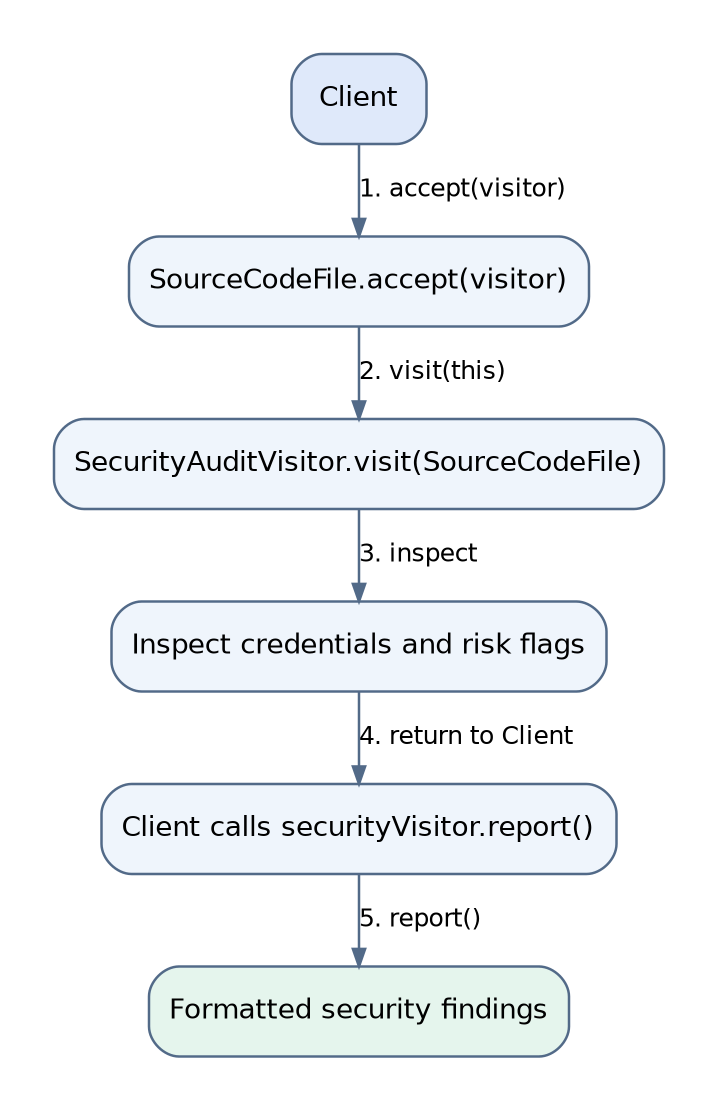 Client
1. accept(visitor)
SourceCodeFile.accept(visitor)
2. visit(this)
SecurityAuditVisitor.visit(SourceCodeFile)
3. inspect
Inspect credentials and risk flags
4. return to Client
Client calls securityVisitor.report()
5. report()
Formatted security findings